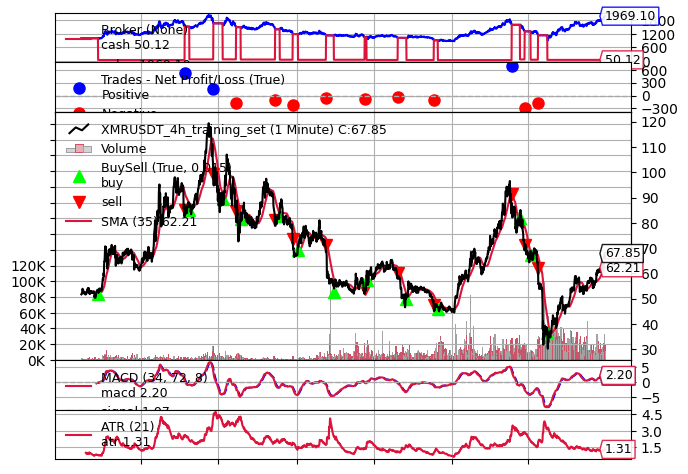 Broker (None)
cash 50.12
1969.10
1200
600
50.12
Trades - Net Profit/Loss (True)
Positive
600
300
0
−300
XMRUSDT_4h_training_set (1 Minute) C:67.85
Volume
BuySell (True, 0.015)
buy
sell
SMA (35) 62.21
120
110
100
90
80
70
67.85
62.21
60
50
40
30
120K
100K
80K
60K
40K
20K
0K
MACD (34, 72, 8)
macd 2.20
signal 1.97
5
2.20
0
−5
ATR (21)
atr 1.31
4.5
3.0
1.5
1.31